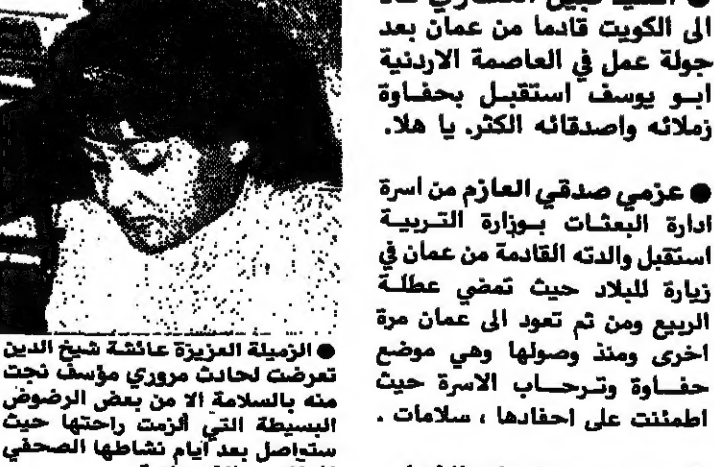 الى الكويت قادما من عمان بعد
جولة عمل في العاصمة الاردنية
ابو يوسف استقبل بحفاوة
زملائه واصدقائه الكثر. يا هلا.
● عزمي صدقي العازم من اسرة
ادارة البعثات بوزارة التربية
استقبل والدته القادمة من عمان في
زيارة للبلاد حيث تمضي عطلة
الربيع ومن ثم تعود الى عمان مرة
اخرى ومنذ وصولها وهي موضع
حفاوة وترحاب الاسرة حيث
اطمئنت على احفادها ، سلامات .
● الزميلة العزيزة عائشة شيخ الدين
تعرضت لحادث مروري مؤسف نجت
منه بالسلامة الا من بعض الرضوض
البسيطة التي ألزمت راحتها حيث
ستواصل بعد أيام نشاطها الصحفي